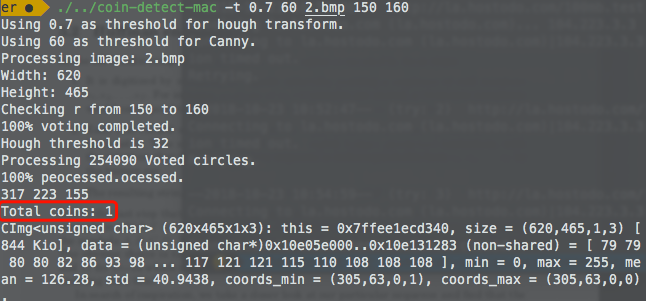 er ● ./../coin-detect-mac -t 0.7 60 2.bmp 150 160
Using 0.7 as threshold for hough transform.
Using 60 as threshold for Canny.
Processing image: 2.bmp
Width: 620
Height: 465
Checking r from 150 to 160
100% voting completed.
Hough threshold is 32
Processing 254090 Voted circles.
100% peocessed.ocessed.
317 223 155
Total coins: 1
CImg<unsigned char> (620x465x1x3): this = 0x7ffee1ecd340, size = (620,465,1,3) [
844 Kio], data = (unsigned char*)0x10e05e000..0x10e131283 (non-shared) = [ 79 79
80 80 82 86 93 98 ... 117 121 121 115 110 108 108 108 ], min = 0, max = 255, me
an = 126.28, std = 40.9438, coords_min = (305,63,0,1), coords_max = (305,63,0,0)
.